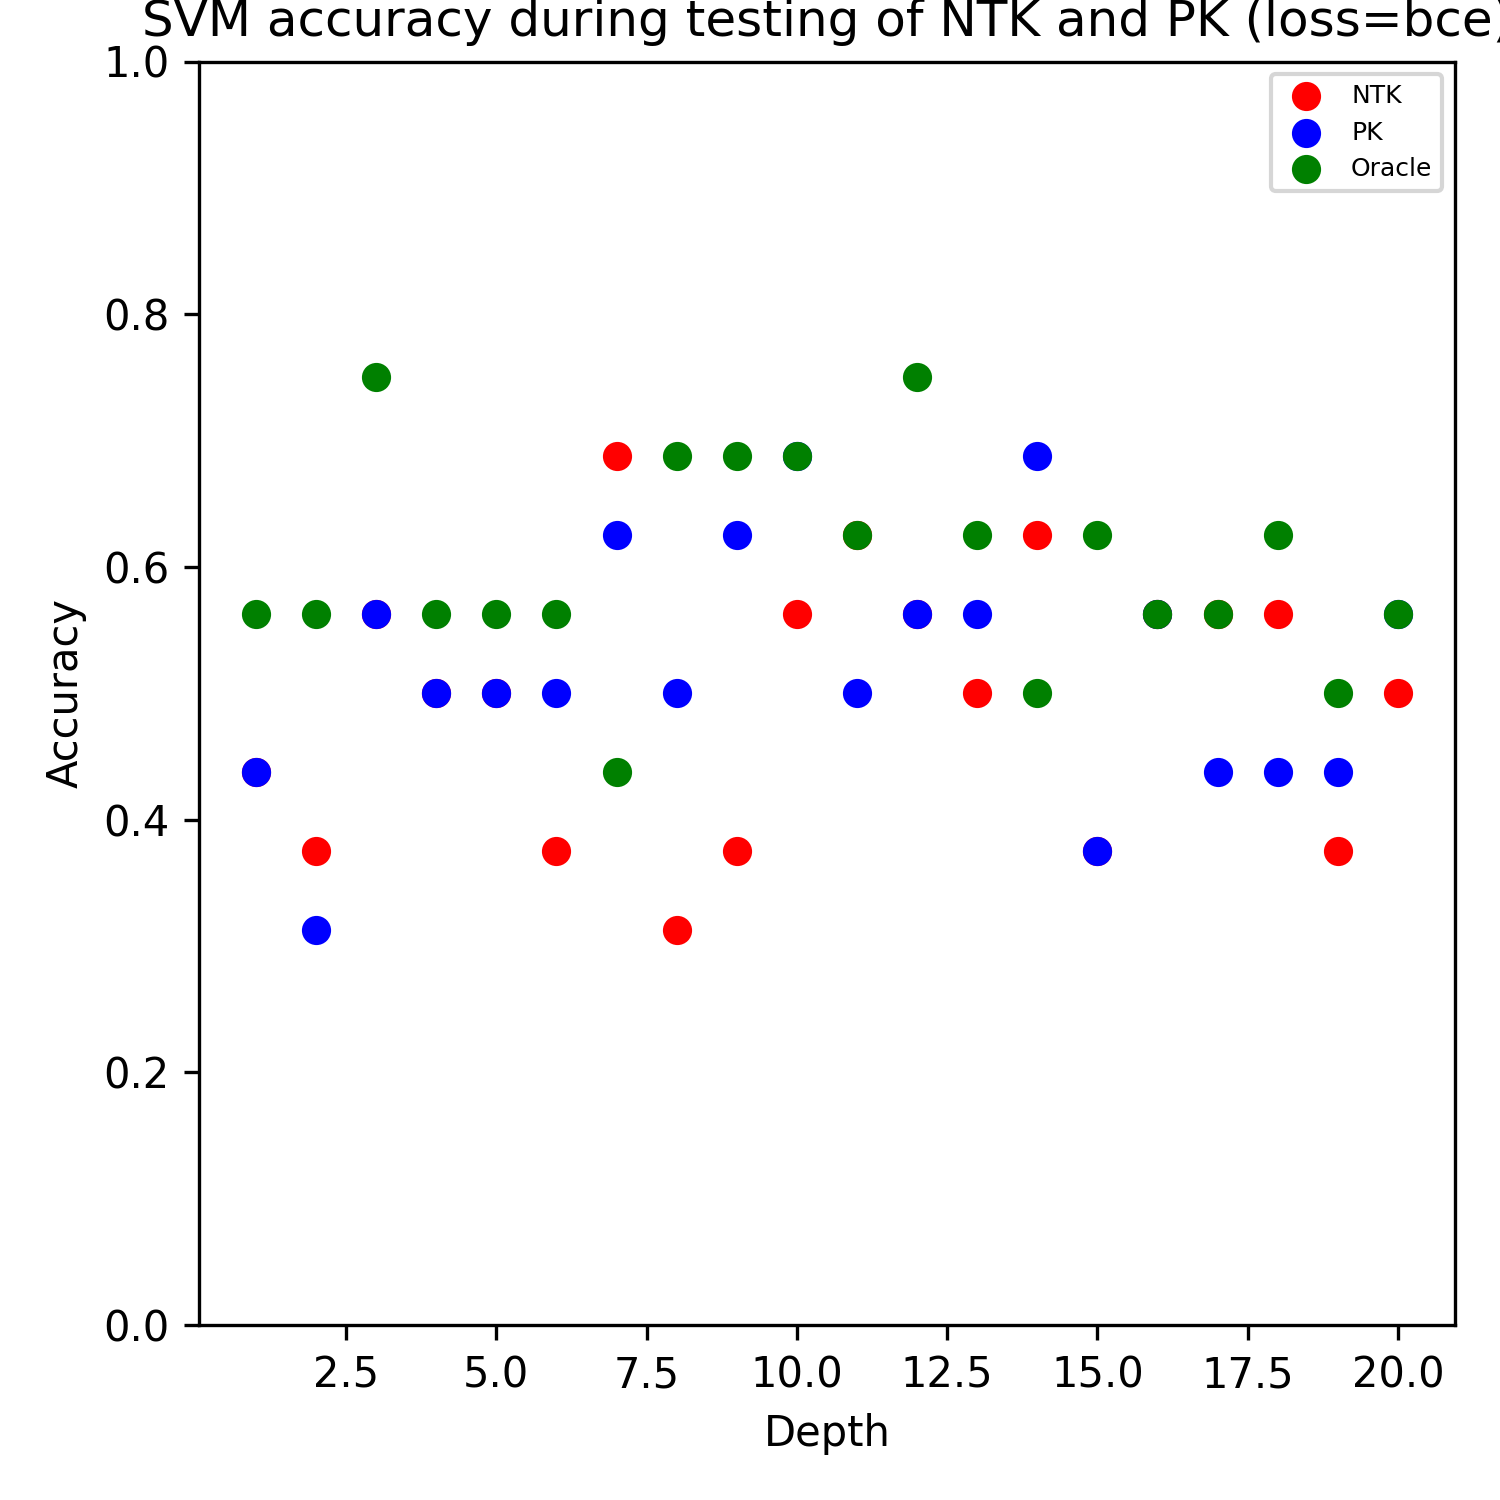 SVM accuracy during testing of NTK and PK (loss=bce)
1.0
0.8
0.6
0.4
0.2
0.0
Accuracy
NTK
PK
Oracle
2.5 5.0 7.5 10.0 12.5 15.0 17.5 20.0
Depth